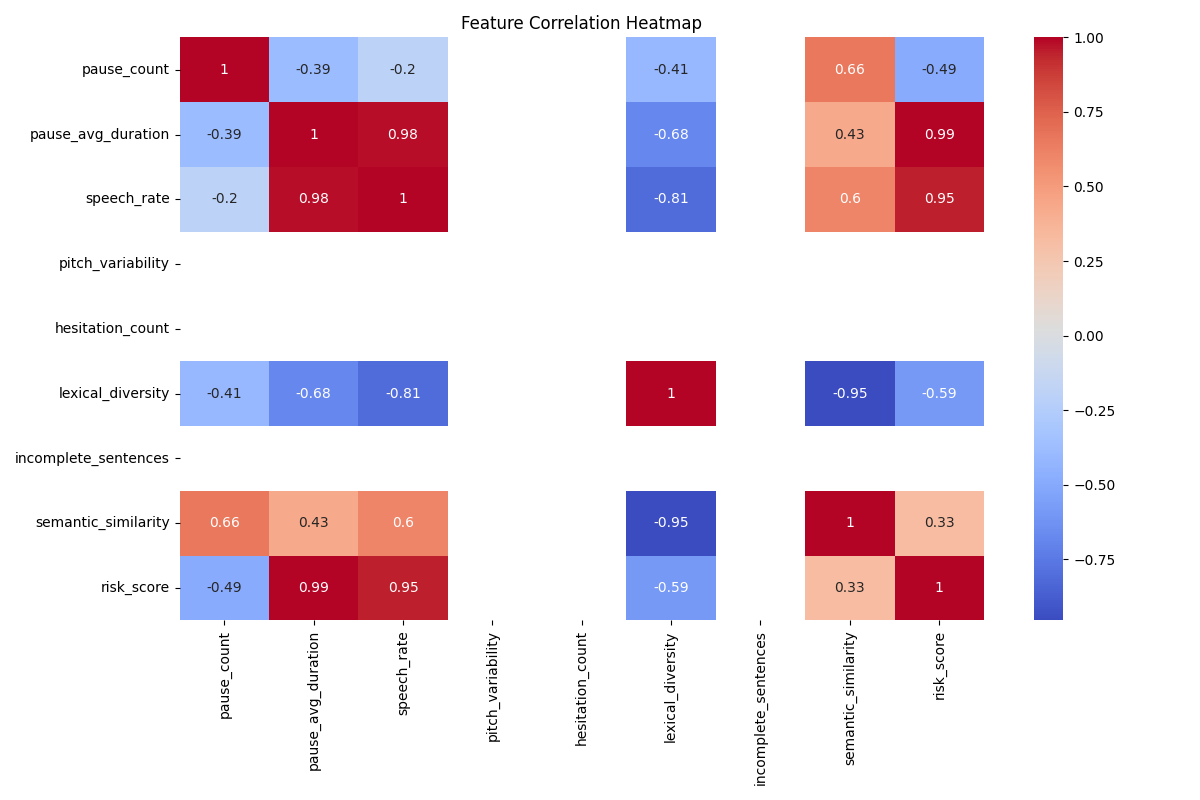 Feature Correlation Heatmap
pause_count 1 -0.39 -0.2 -0.41 0.66 -0.49
pause_avg_duration -0.39 1 0.98 -0.68 0.43 0.99
speech_rate -0.2 0.98 1 -0.81 0.6 0.95
pitch_variability
hesitation_count
lexical_diversity -0.41 -0.68 -0.81 1 -0.95 -0.59
incomplete_sentences
semantic_similarity 0.66 0.43 0.6 -0.95 1 0.33
risk_score -0.49 0.99 0.95 -0.59 0.33 1
pause_count
pause_avg_duration
speech_rate
pitch_variability
hesitation_count
lexical_diversity
incomplete_sentences
semantic_similarity
risk_score
1.00
0.75
0.50
0.25
0.00
−0.25
−0.50
−0.75